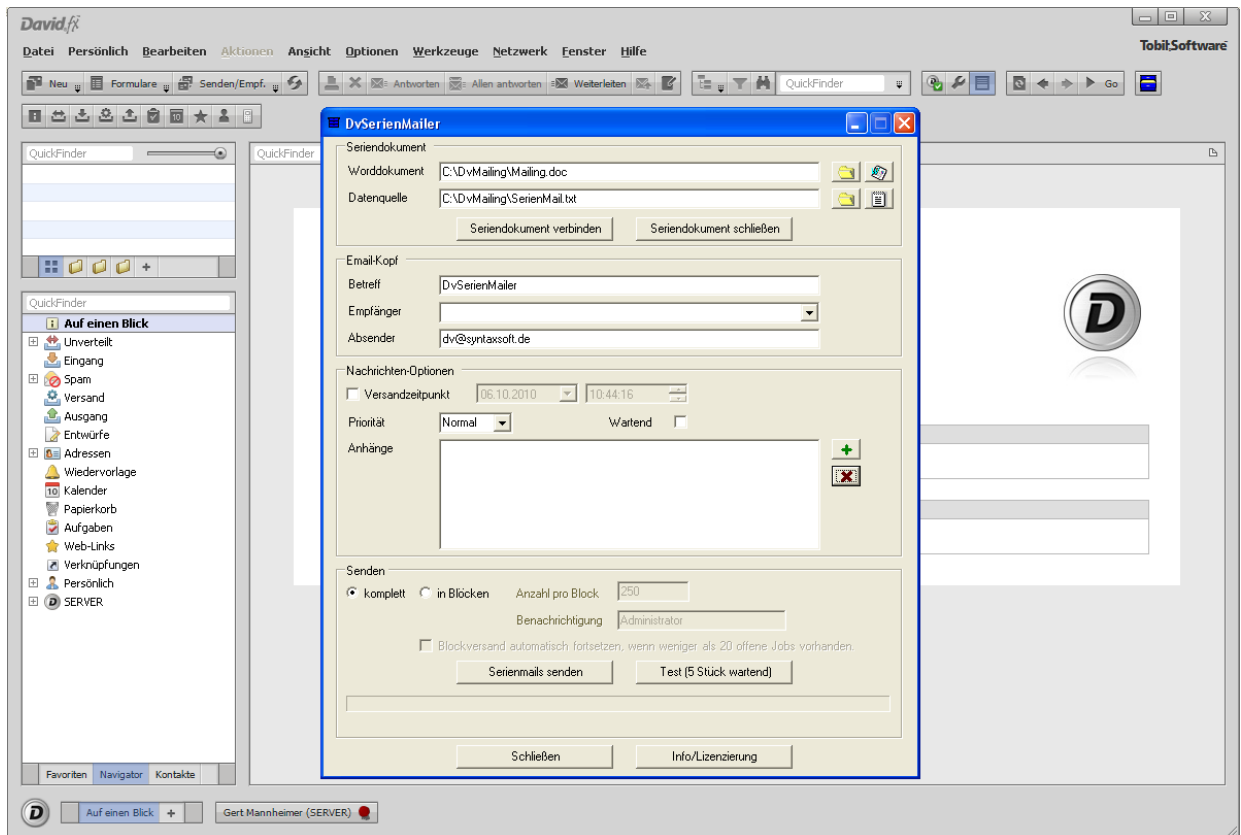 David.fx
Datei Persönlich Bearbeiten Aktionen Ansicht Optionen Werkzeuge Netzwerk Fenster Hilfe
Tobit.Software
Neu Formulare Senden/Empf. Antworten Allen antworten Weiterleiten QuickFinder Go
10
DvSerienMailer
QuickFinder
QuickFinder
Seriendokument
Worddokument C:\DvMailing\Mailing.doc
Datenquelle C:\DvMailing\SerienMail.txt
Seriendokument verbinden Seriendokument schließen
Email-Kopf
Betreff DvSerienMailer
Empfänger
Absender dv@syntaxsoft.de
Nachrichten-Optionen
Versandzeitpunkt 06.10.2010 10:44:16
Priorität Normal Wartend
Anhänge
Senden
komplett in Blöcken Anzahl pro Block 250
Benachrichtigung Administrator
Blockversand automatisch fortsetzen, wenn weniger als 20 offene Jobs vorhanden.
Serienmails senden Test (5 Stück wartend)
Schließen Info/Lizenzierung
QuickFinder
Auf einen Blick
Unverteilt
Eingang
Spam
Versand
Ausgang
Entwürfe
Adressen
Wiedervorlage
10 Kalender
Papierkorb
Aufgaben
Web-Links
Verknüpfungen
Persönlich
D SERVER
D
Favoriten Navigator Kontakte
D Auf einen Blick + Gert Mannheimer (SERVER)